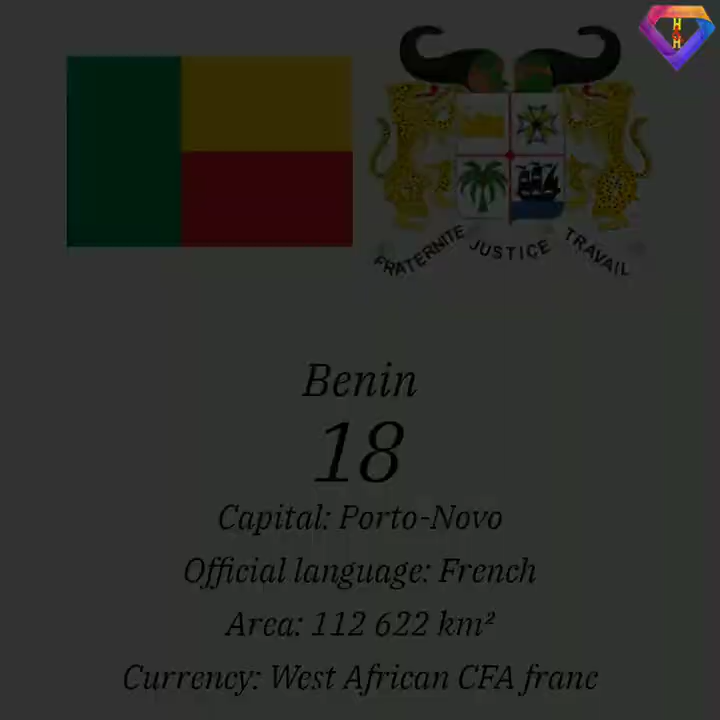 H
&
H
FRATERNITE JUSTICE TRAVAIL
Benin
18
Capital: Porto-Novo
Official language: French
Area: 112 622 km²
Currency: West African CFA franc